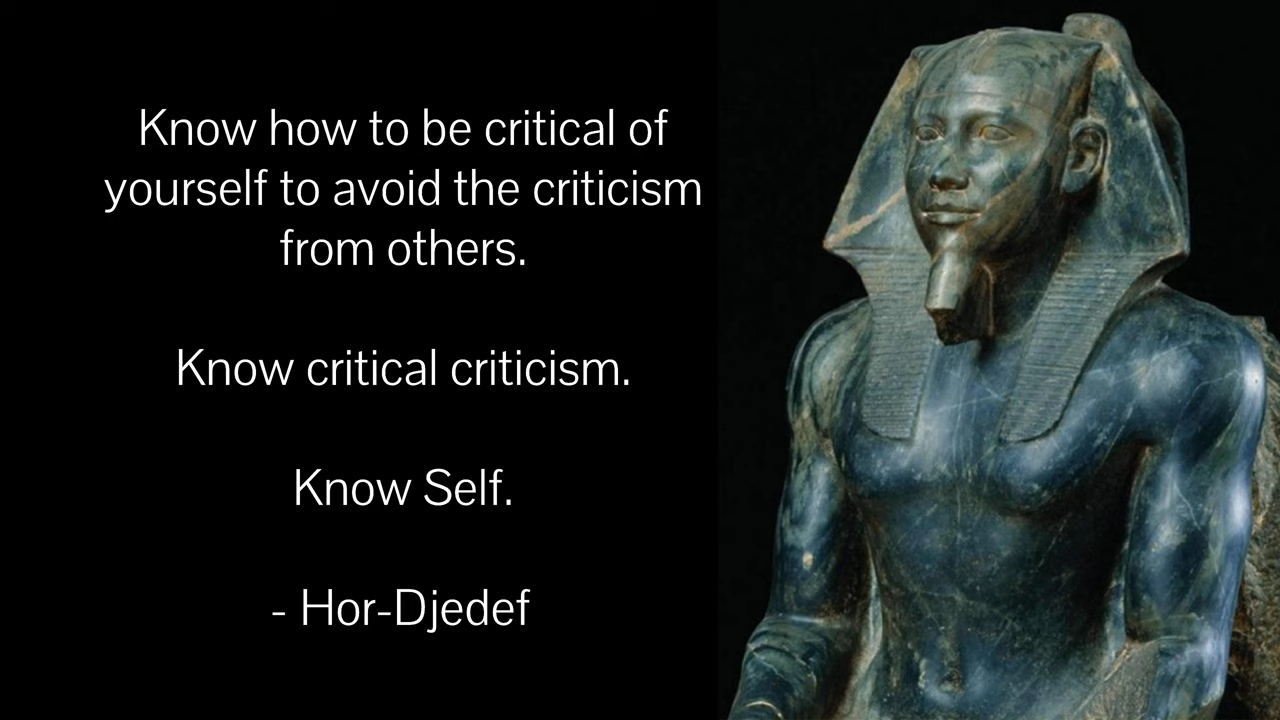 Know how to be critical of
yourself to avoid the criticism
from others.
Know critical criticism.
Know Self.
- Hor-Djedef